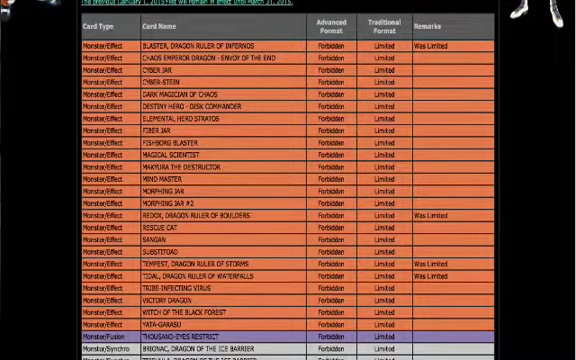 The previous (January 1, 2015) list will remain in effect until March 31, 2015.
Card Type Card Name Advanced Format Traditional Format Remarks
Monster/Effect BLASTER, DRAGON RULER OF INFERNOS Forbidden Limited Was Limited
Monster/Effect CHAOS EMPEROR DRAGON - ENVOY OF THE END Forbidden Limited
Monster/Effect CYBER JAR Forbidden Limited
Monster/Effect CYBER-STEIN Forbidden Limited
Monster/Effect DARK MAGICIAN OF CHAOS Forbidden Limited
Monster/Effect DESTINY HERO - DISK COMMANDER Forbidden Limited
Monster/Effect ELEMENTAL HERO STRATOS Forbidden Limited
Monster/Effect FIBER JAR Forbidden Limited
Monster/Effect FISHBORG BLASTER Forbidden Limited
Monster/Effect MAGICAL SCIENTIST Forbidden Limited
Monster/Effect MAKYURA THE DESTRUCTOR Forbidden Limited
Monster/Effect MIND MASTER Forbidden Limited
Monster/Effect MORPHING JAR Forbidden Limited
Monster/Effect MORPHING JAR #2 Forbidden Limited
Monster/Effect REDOX, DRAGON RULER OF BOULDERS Forbidden Limited Was Limited
Monster/Effect RESCUE CAT Forbidden Limited
Monster/Effect SANGAN Forbidden Limited
Monster/Effect SUBSTITOAD Forbidden Limited
Monster/Effect TEMPEST, DRAGON RULER OF STORMS Forbidden Limited Was Limited
Monster/Effect TIDAL, DRAGON RULER OF WATERFALLS Forbidden Limited Was Limited
Monster/Effect TRIBE-INFECTING VIRUS Forbidden Limited
Monster/Effect VICTORY DRAGON Forbidden Limited
Monster/Effect WITCH OF THE BLACK FOREST Forbidden Limited
Monster/Effect YATA-GARASU Forbidden Limited
Monster/Fusion THOUSAND-EYES RESTRICT Forbidden Limited
Monster/Synchro BRIONAC, DRAGON OF THE ICE BARRIER Forbidden Limited